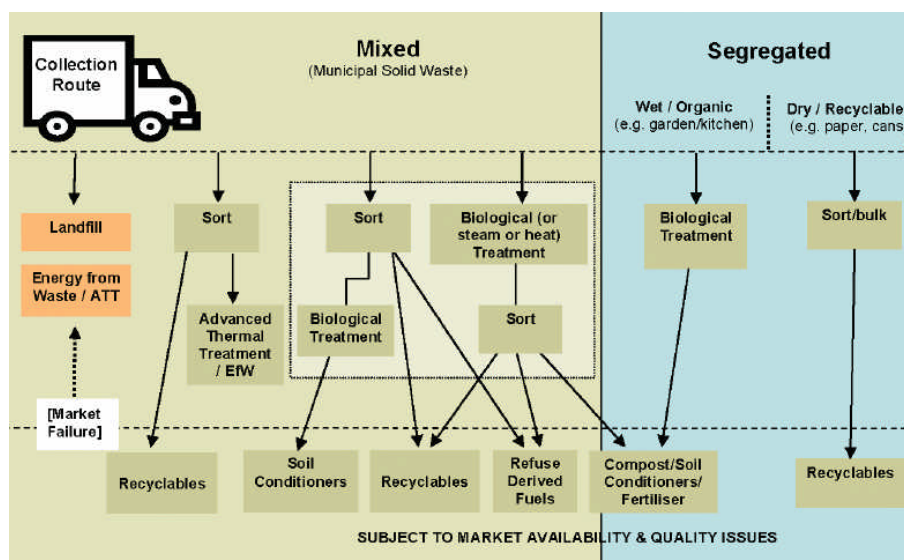 Collection
Route
Mixed
(Municipal Solid Waste)
Segregated
Wet / Organic
(e.g. garden/kitchen)
Dry / Recyclable
(e.g. paper, cans
Landfill
Energy from
Waste / ATT
[Market
Failure]
Sort
Advanced
Thermal
Treatment
/ EfW
Sort
Biological
Treatment
Biological (or
steam or heat)
Treatment
Sort
Biological
Treatment
Sort/bulk
Recyclables
Soil
Conditioners
Recyclables
Refuse
Derived
Fuels
Compost/Soil
Conditioners/
Fertiliser
Recyclables
SUBJECT TO MARKET AVAILABILITY & QUALITY ISSUES